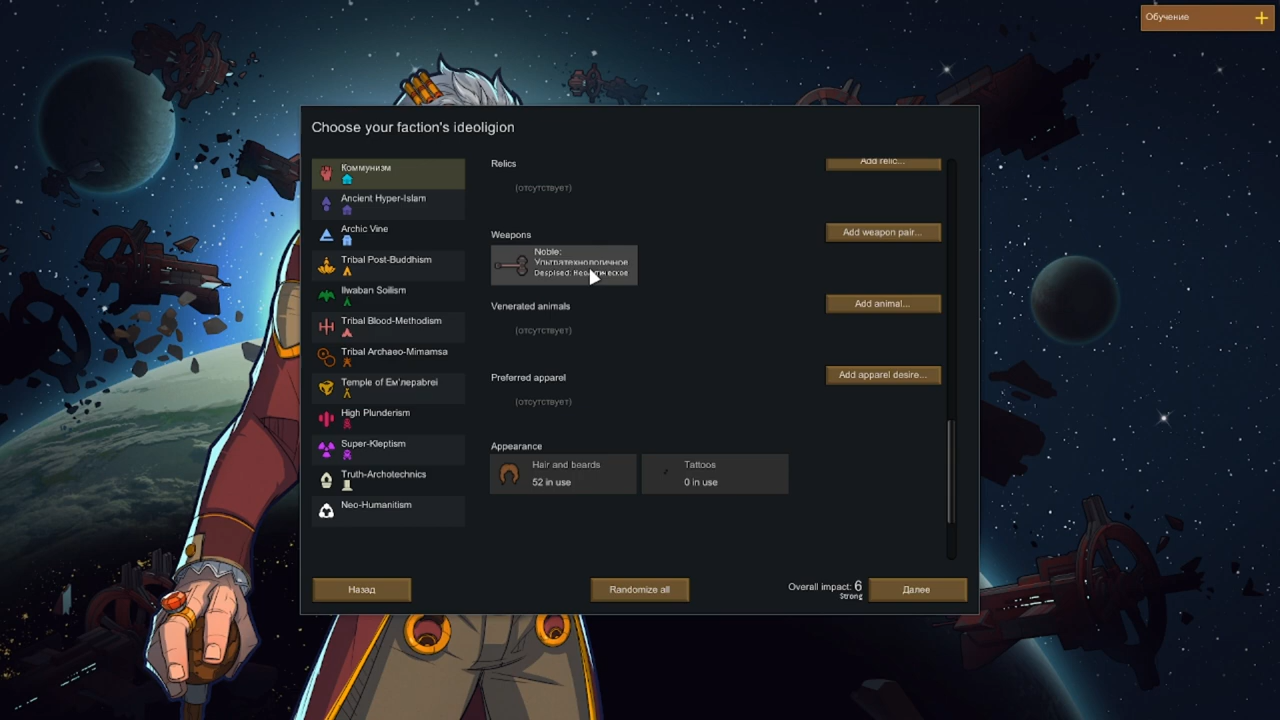 Обучение
Choose your faction's ideoligion
Коммунизм
Ancient Hyper-Islam
Archic Vine
Tribal Post-Buddhism
Ilwaban Soilism
Tribal Blood-Methodism
Tribal Archaeo-Mimamsa
Temple of Ем'лерabrei
High Plunderism
Super-Kleptism
Truth-Archotechnics
Neo-Humanitism
Relics
Add relic...
(отсутствует)
Weapons
Add weapon pair...
Noble:
Ультратехнологичное
Despised: Неолитическое
Venerated animals
Add animal...
(отсутствует)
Preferred apparel
Add apparel desire...
(отсутствует)
Appearance
Hair and beards
52 in use
Tattoos
0 in use
Назад
Randomize all
Overall impact: 6
Strong
Далее